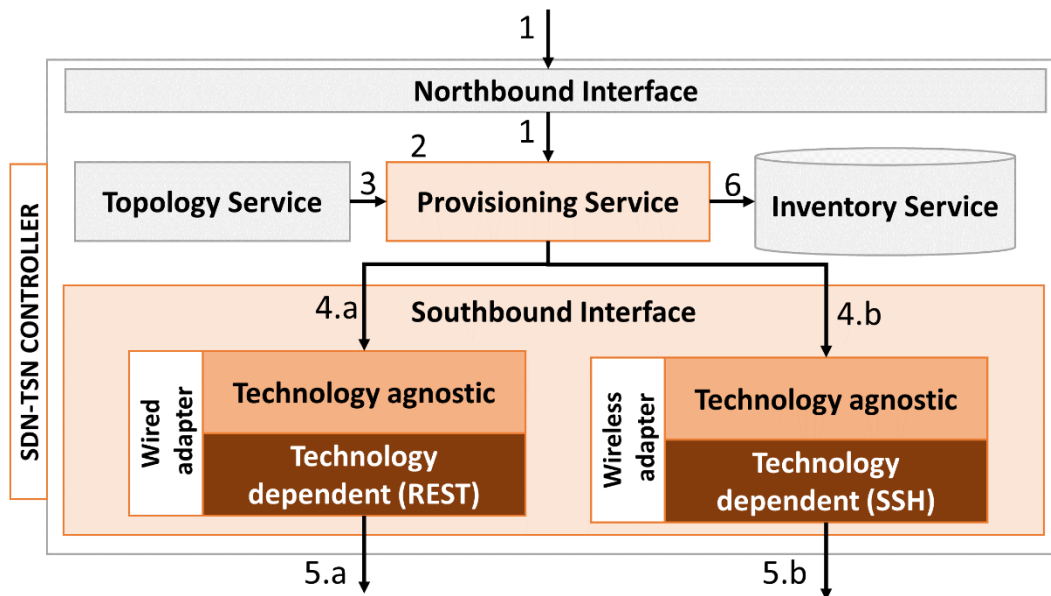 1
Northbound Interface
1
2
Topology Service
3
Provisioning Service
6
Inventory Service
SDN-TSN CONTROLLER
4.a
Southbound Interface
4.b
Wired
adapter
Technology agnostic
Technology
dependent (REST)
Wireless
adapter
Technology agnostic
Technology
dependent (SSH)
5.a
5.b